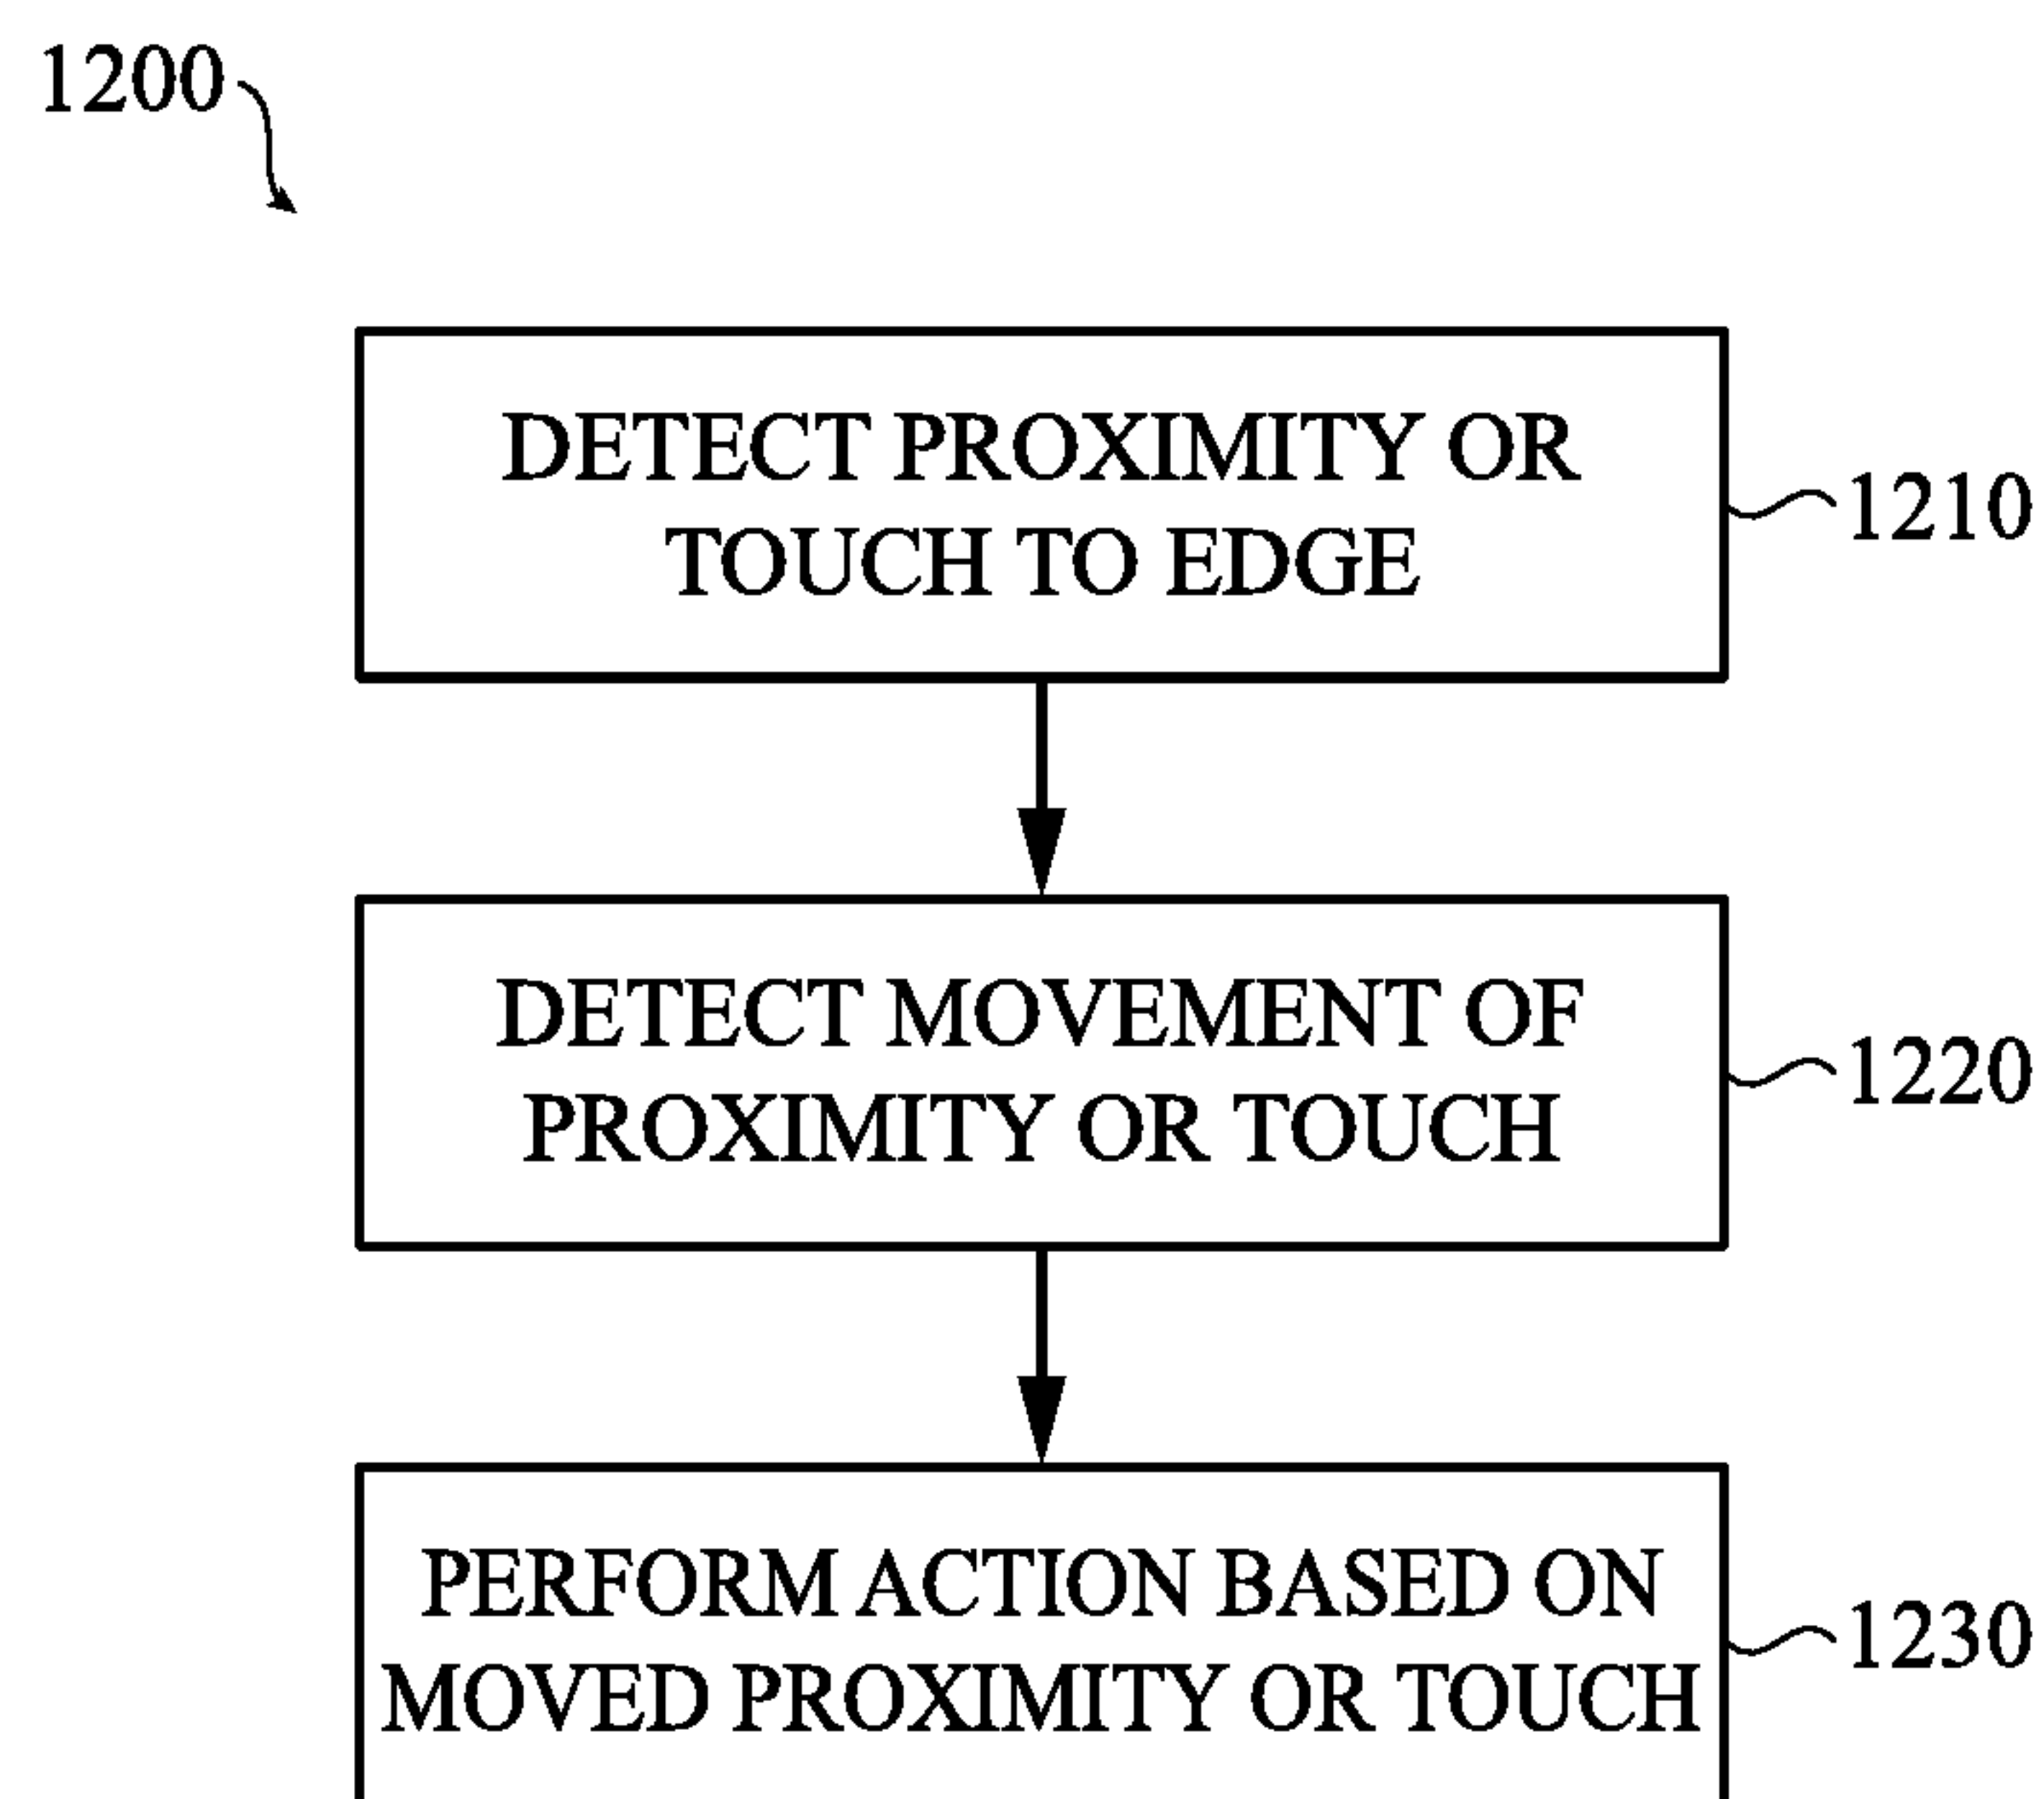 1200
DETECT PROXIMITY OR
TOUCH TO EDGE
1210
DETECT MOVEMENT OF
PROXIMITY OR TOUCH
1220
PERFORM ACTION BASED ON
MOVED PROXIMITY OR TOUCH
1230